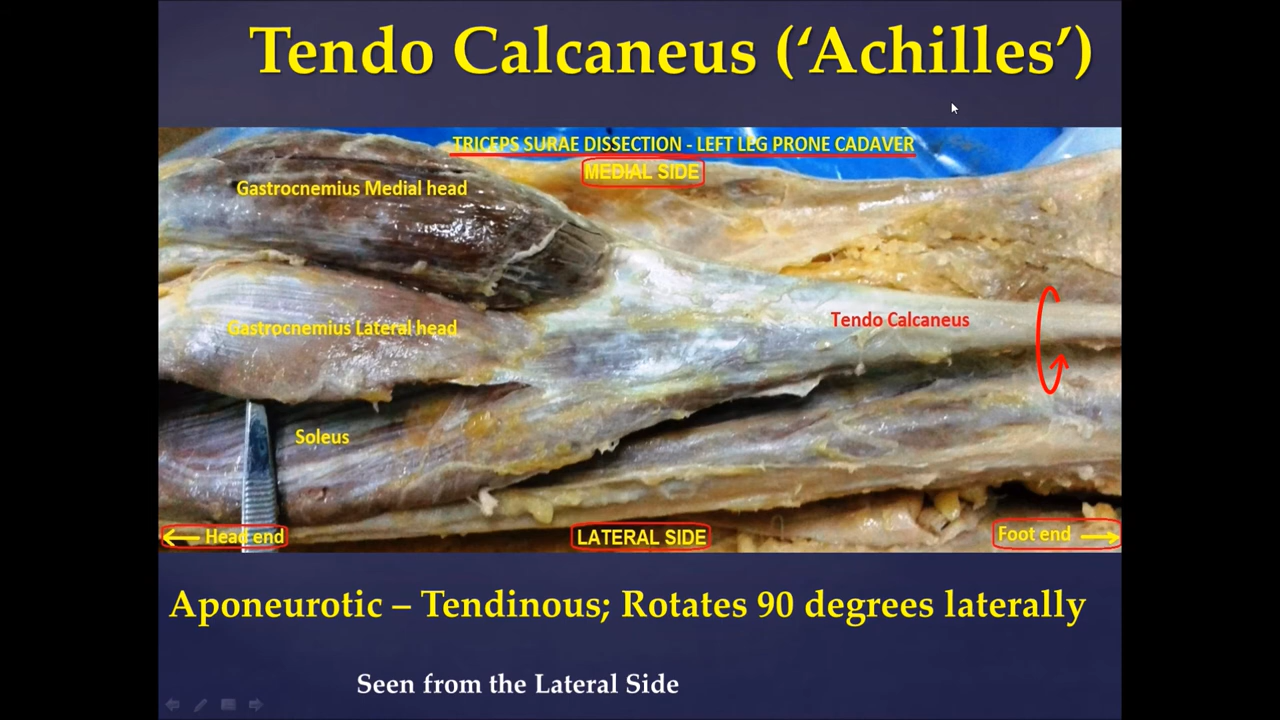 Tendo Calcaneus (‘Achilles’)
TRICEPS SURAE DISSECTION - LEFT LEG PRONE CADAVER
MEDIAL SIDE
Gastrocnemius Medial head
Tendo Calcaneus
Gastrocnemius Lateral head
Soleus
Head end
LATERAL SIDE
Foot end
Aponeurotic – Tendinous; Rotates 90 degrees laterally
Seen from the Lateral Side